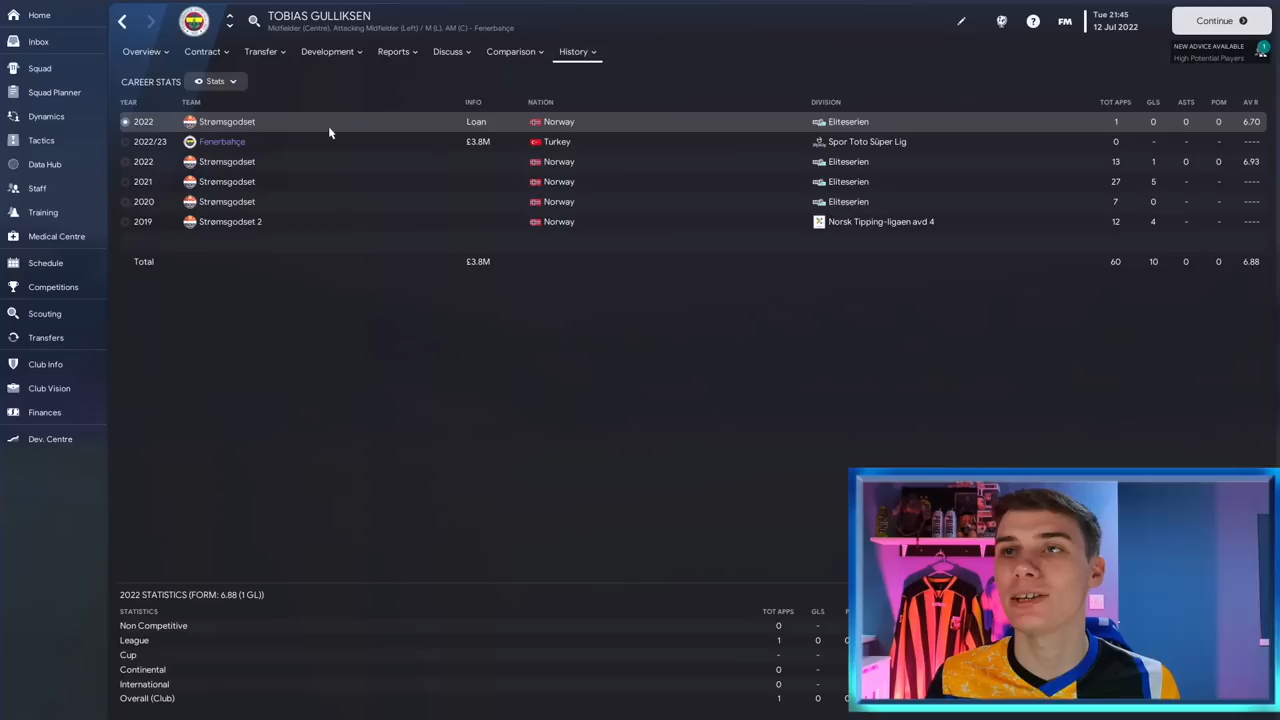 Home
Inbox
Squad
Squad Planner
Dynamics
Tactics
Data Hub
Staff
Training
Medical Centre
Schedule
Competitions
Scouting
Transfers
Club Info
Club Vision
Finances
Dev. Centre
TOBIAS GULLIKSEN
Midfielder (Centre), Attacking Midfielder (Left) / M (L), AM (C) - Fenerbahçe
FM
Tue 21:45
12 Jul 2022
Continue
Overview Contract Transfer Development Reports Discuss Comparison History
NEW ADVICE AVAILABLE
High Potential Players
1
CAREER STATS Stats
YEAR TEAM INFO NATION DIVISION TOT APPS GLS ASTS POM AV R
2022 Strømsgodset Loan Norway Eliteserien 1 0 0 0 6.70
2022/23 Fenerbahçe £3.8M Turkey Spor Toto Süper Lig 0 - - - ----
2022 Strømsgodset Norway Eliteserien 13 1 0 0 6.93
2021 Strømsgodset Norway Eliteserien 27 5 - - ----
2020 Strømsgodset Norway Eliteserien 7 0 - - ----
2019 Strømsgodset 2 Norway Norsk Tipping-ligaen avd 4 12 4 - - ----
Total £3.8M 60 10 0 0 6.88
2022 STATISTICS (FORM: 6.88 (1 GL))
STATISTICS TOT APPS GLS
Non Competitive 0 -
League 1 0 0
Cup - -
Continental 0 -
International 0 -
Overall (Club) 1 0 0